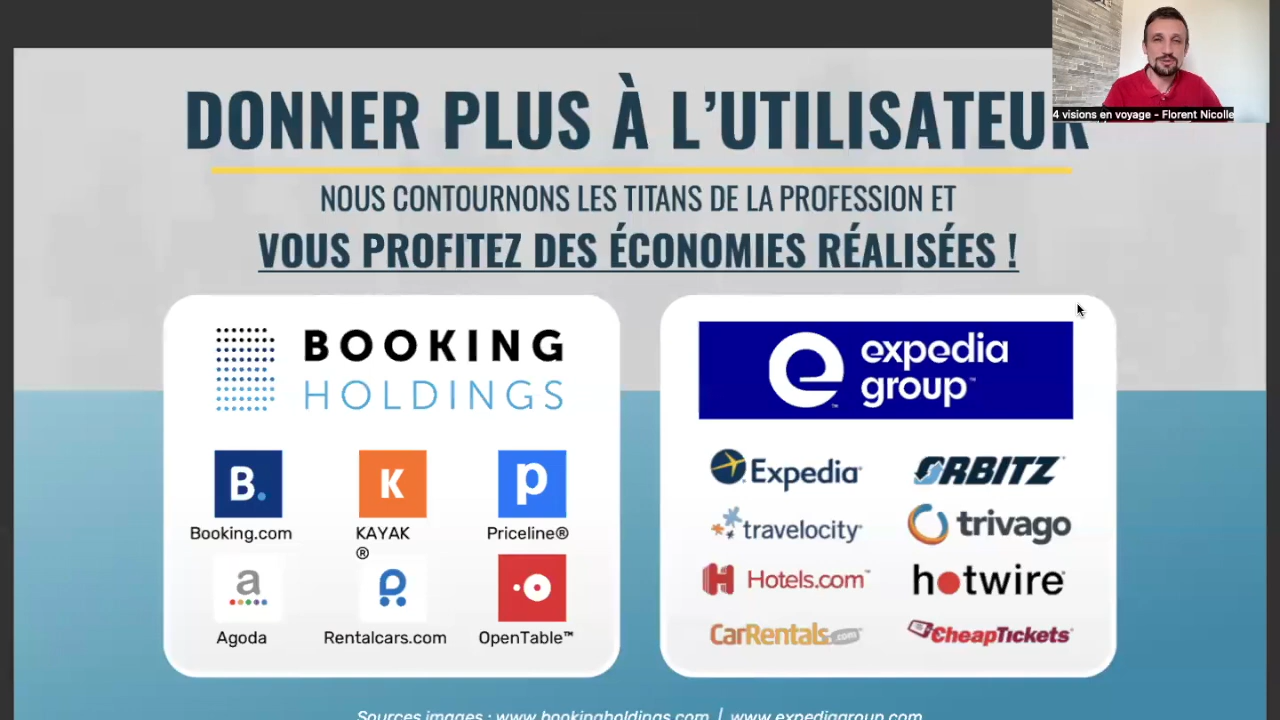 DONNER PLUS À L'UTILISATEUR
4 visions en voyage - Florent Nicolle
NOUS CONTOURNONS LES TITANS DE LA PROFESSION ET
VOUS PROFITEZ DES ÉCONOMIES RÉALISÉES !
BOOKING
HOLDINGS
expedia
group™
B.
K
p
Booking.com
KAYAK
®
Priceline®
Expedia®
ORBITZ
travelocity®
trivago
a
Agoda
Rentalcars.com
OpenTable™
Hotels.com™
hotwire®
CarRentals.com
CheapTickets®
Sources images : www.bookingholdings.com | www.expediagroup.com